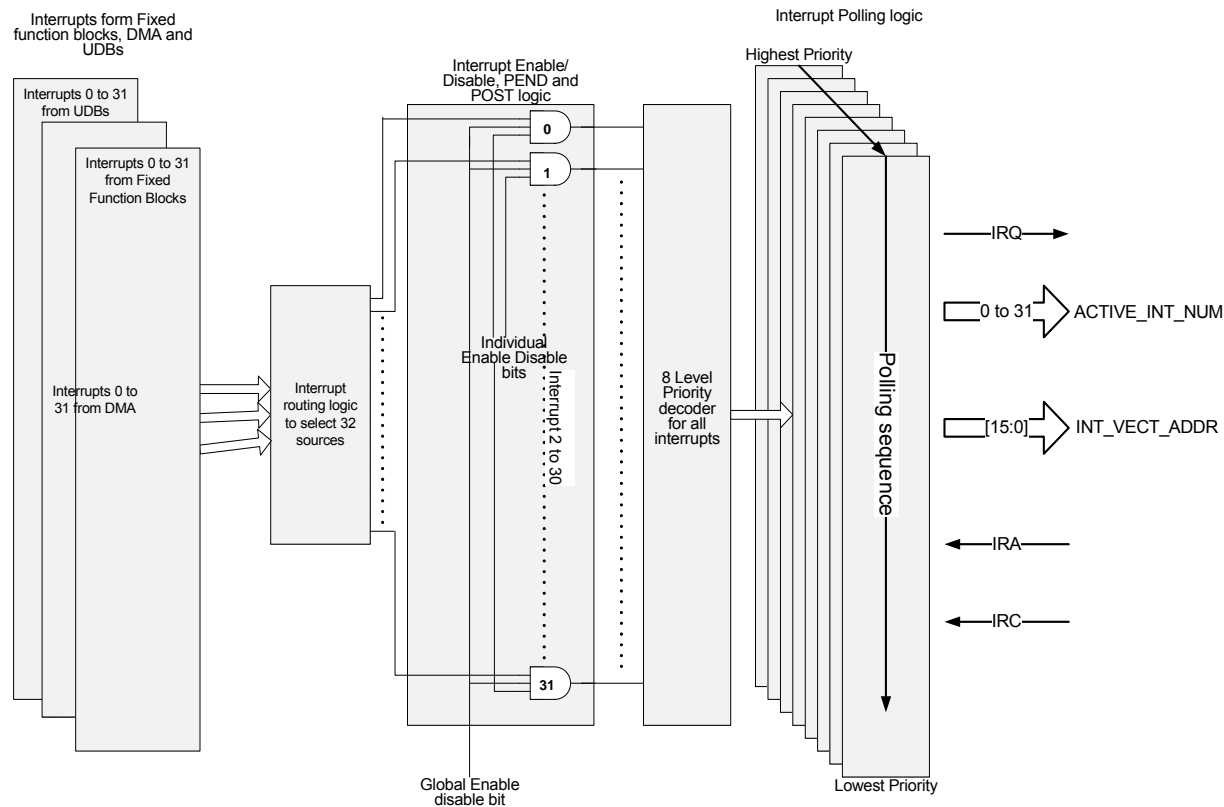 Interrupts form Fixed
function blocks, DMA and
UDBs
Interrupts 0 to 31
from UDBs
Interrupts 0 to 31
from Fixed
Function Blocks
Interrupts 0 to
31 from DMA
Interrupt
routing logic
to select 32
sources
Interrupt Enable/
Disable, PEND and
POST logic
0
1
Individual
Enable Disable
bits
Interrupt 2 to 30
31
Global Enable
disable bit
8 Level
Priority
decoder
for all
interrupts
Interrupt Polling logic
Highest Priority
Polling sequence
Lowest Priority
IRQ
0 to 31
ACTIVE_INT_NUM
[15:0]
INT_VECT_ADDR
IRA
IRC